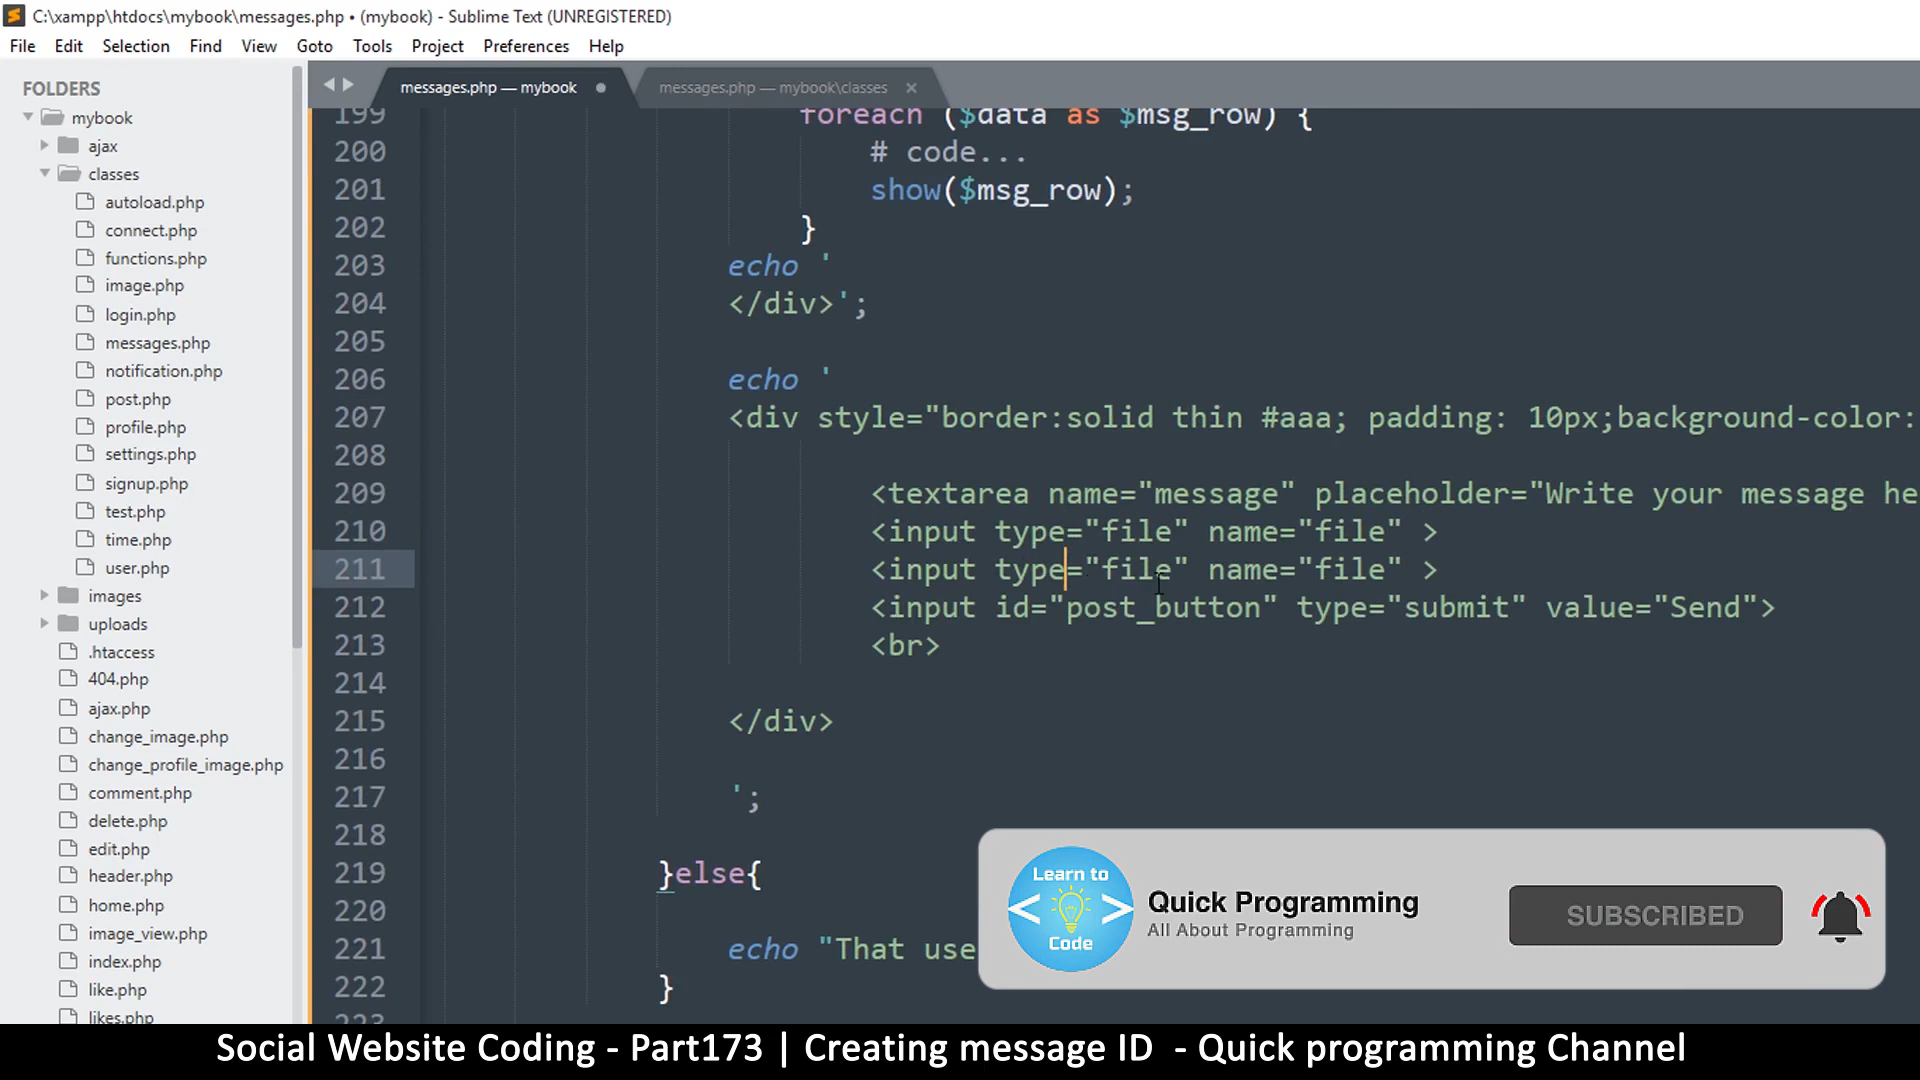 C:\xampp\htdocs\mybook\messages.php • (mybook) - Sublime Text (UNREGISTERED)
File Edit Selection Find View Goto Tools Project Preferences Help
FOLDERS
mybook
ajax
classes
autoload.php
connect.php
functions.php
image.php
login.php
messages.php
notification.php
post.php
profile.php
settings.php
signup.php
test.php
time.php
user.php
images
uploads
.htaccess
404.php
ajax.php
change_image.php
change_profile_image.php
comment.php
delete.php
edit.php
header.php
home.php
image_view.php
index.php
like.php
likes.php
messages.php — mybook
messages.php — mybook\classes
199 foreach ($data as $msg_row) {
200 # code...
201 show($msg_row);
202 }
203 echo '
204 </div>';
205
206 echo '
207 <div style="border:solid thin #aaa; padding: 10px;background-color:
208
209 <textarea name="message" placeholder="Write your message he
210 <input type="file" name="file" >
211 <input type="file" name="file" >
212 <input id="post_button" type="submit" value="Send">
213 <br>
214
215 </div>
216
217 ';
218
219 }else{
220
221 echo "That use
222 }
223
Learn to
< >
Code
Quick Programming
All About Programming
SUBSCRIBED
Social Website Coding - Part173 | Creating message ID - Quick programming Channel